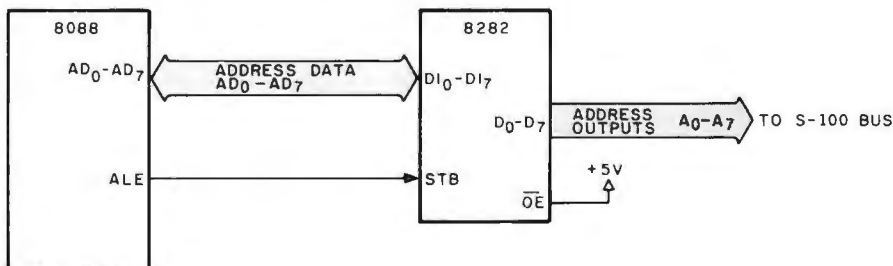 8088
8282
AD0-AD7
ADDRESS DATA
AD0-AD7
DI0-DI7
D0-D7
ADDRESS
OUTPUTS A0-A7
TO S-100 BUS
ALE
STB
+5V
OE